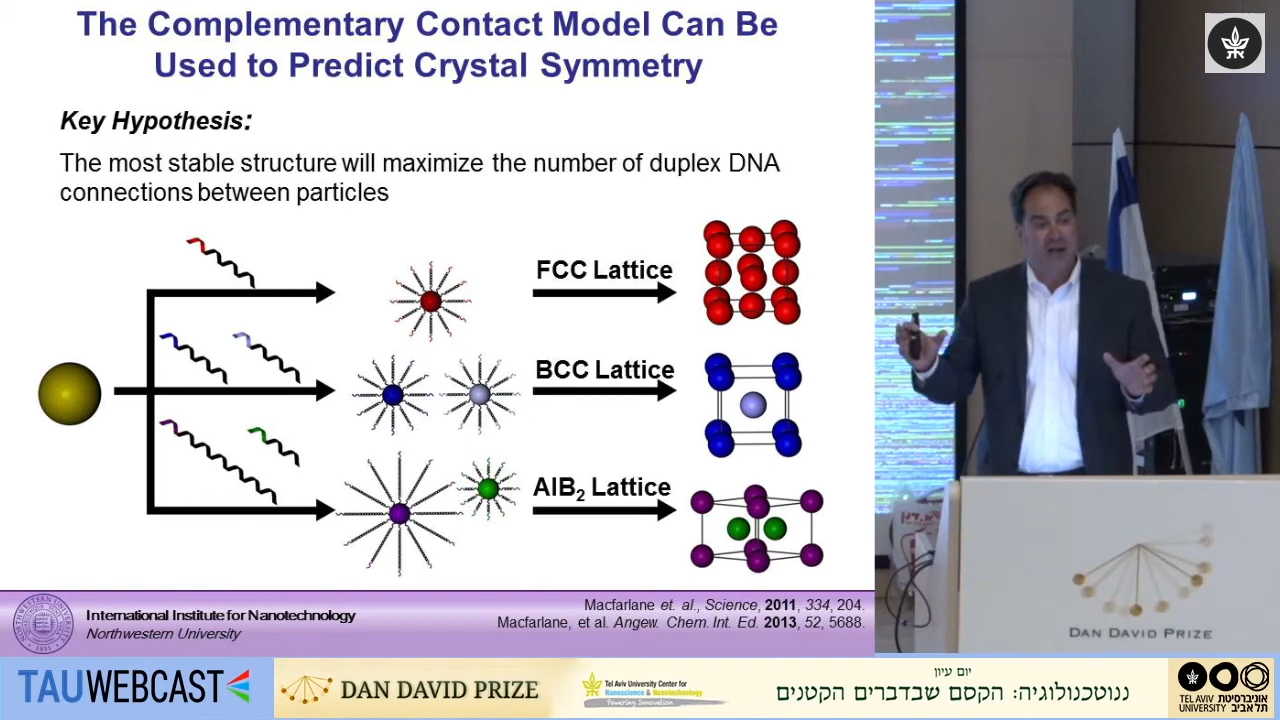 The Complementary Contact Model Can Be
Used to Predict Crystal Symmetry
Key Hypothesis:
The most stable structure will maximize the number of duplex DNA
connections between particles
FCC Lattice
BCC Lattice
AlB2 Lattice
Macfarlane et. al., Science, 2011, 334, 204.
Macfarlane, et al. Angew. Chem. Int. Ed. 2013, 52, 5688.
International Institute for Nanotechnology
Northwestern University
DAN DAVID PRIZE
TAUWEBCAST
DAN DAVID PRIZE
Tel Aviv University Center for
Nanoscience & Nanotechnology
Powering Innovation
יום עיון
ננוטכנולוגיה: הקסם שבדברים הקטנים
TEL AVIV אוניברסיטת
UNIVERSITY תל אביב